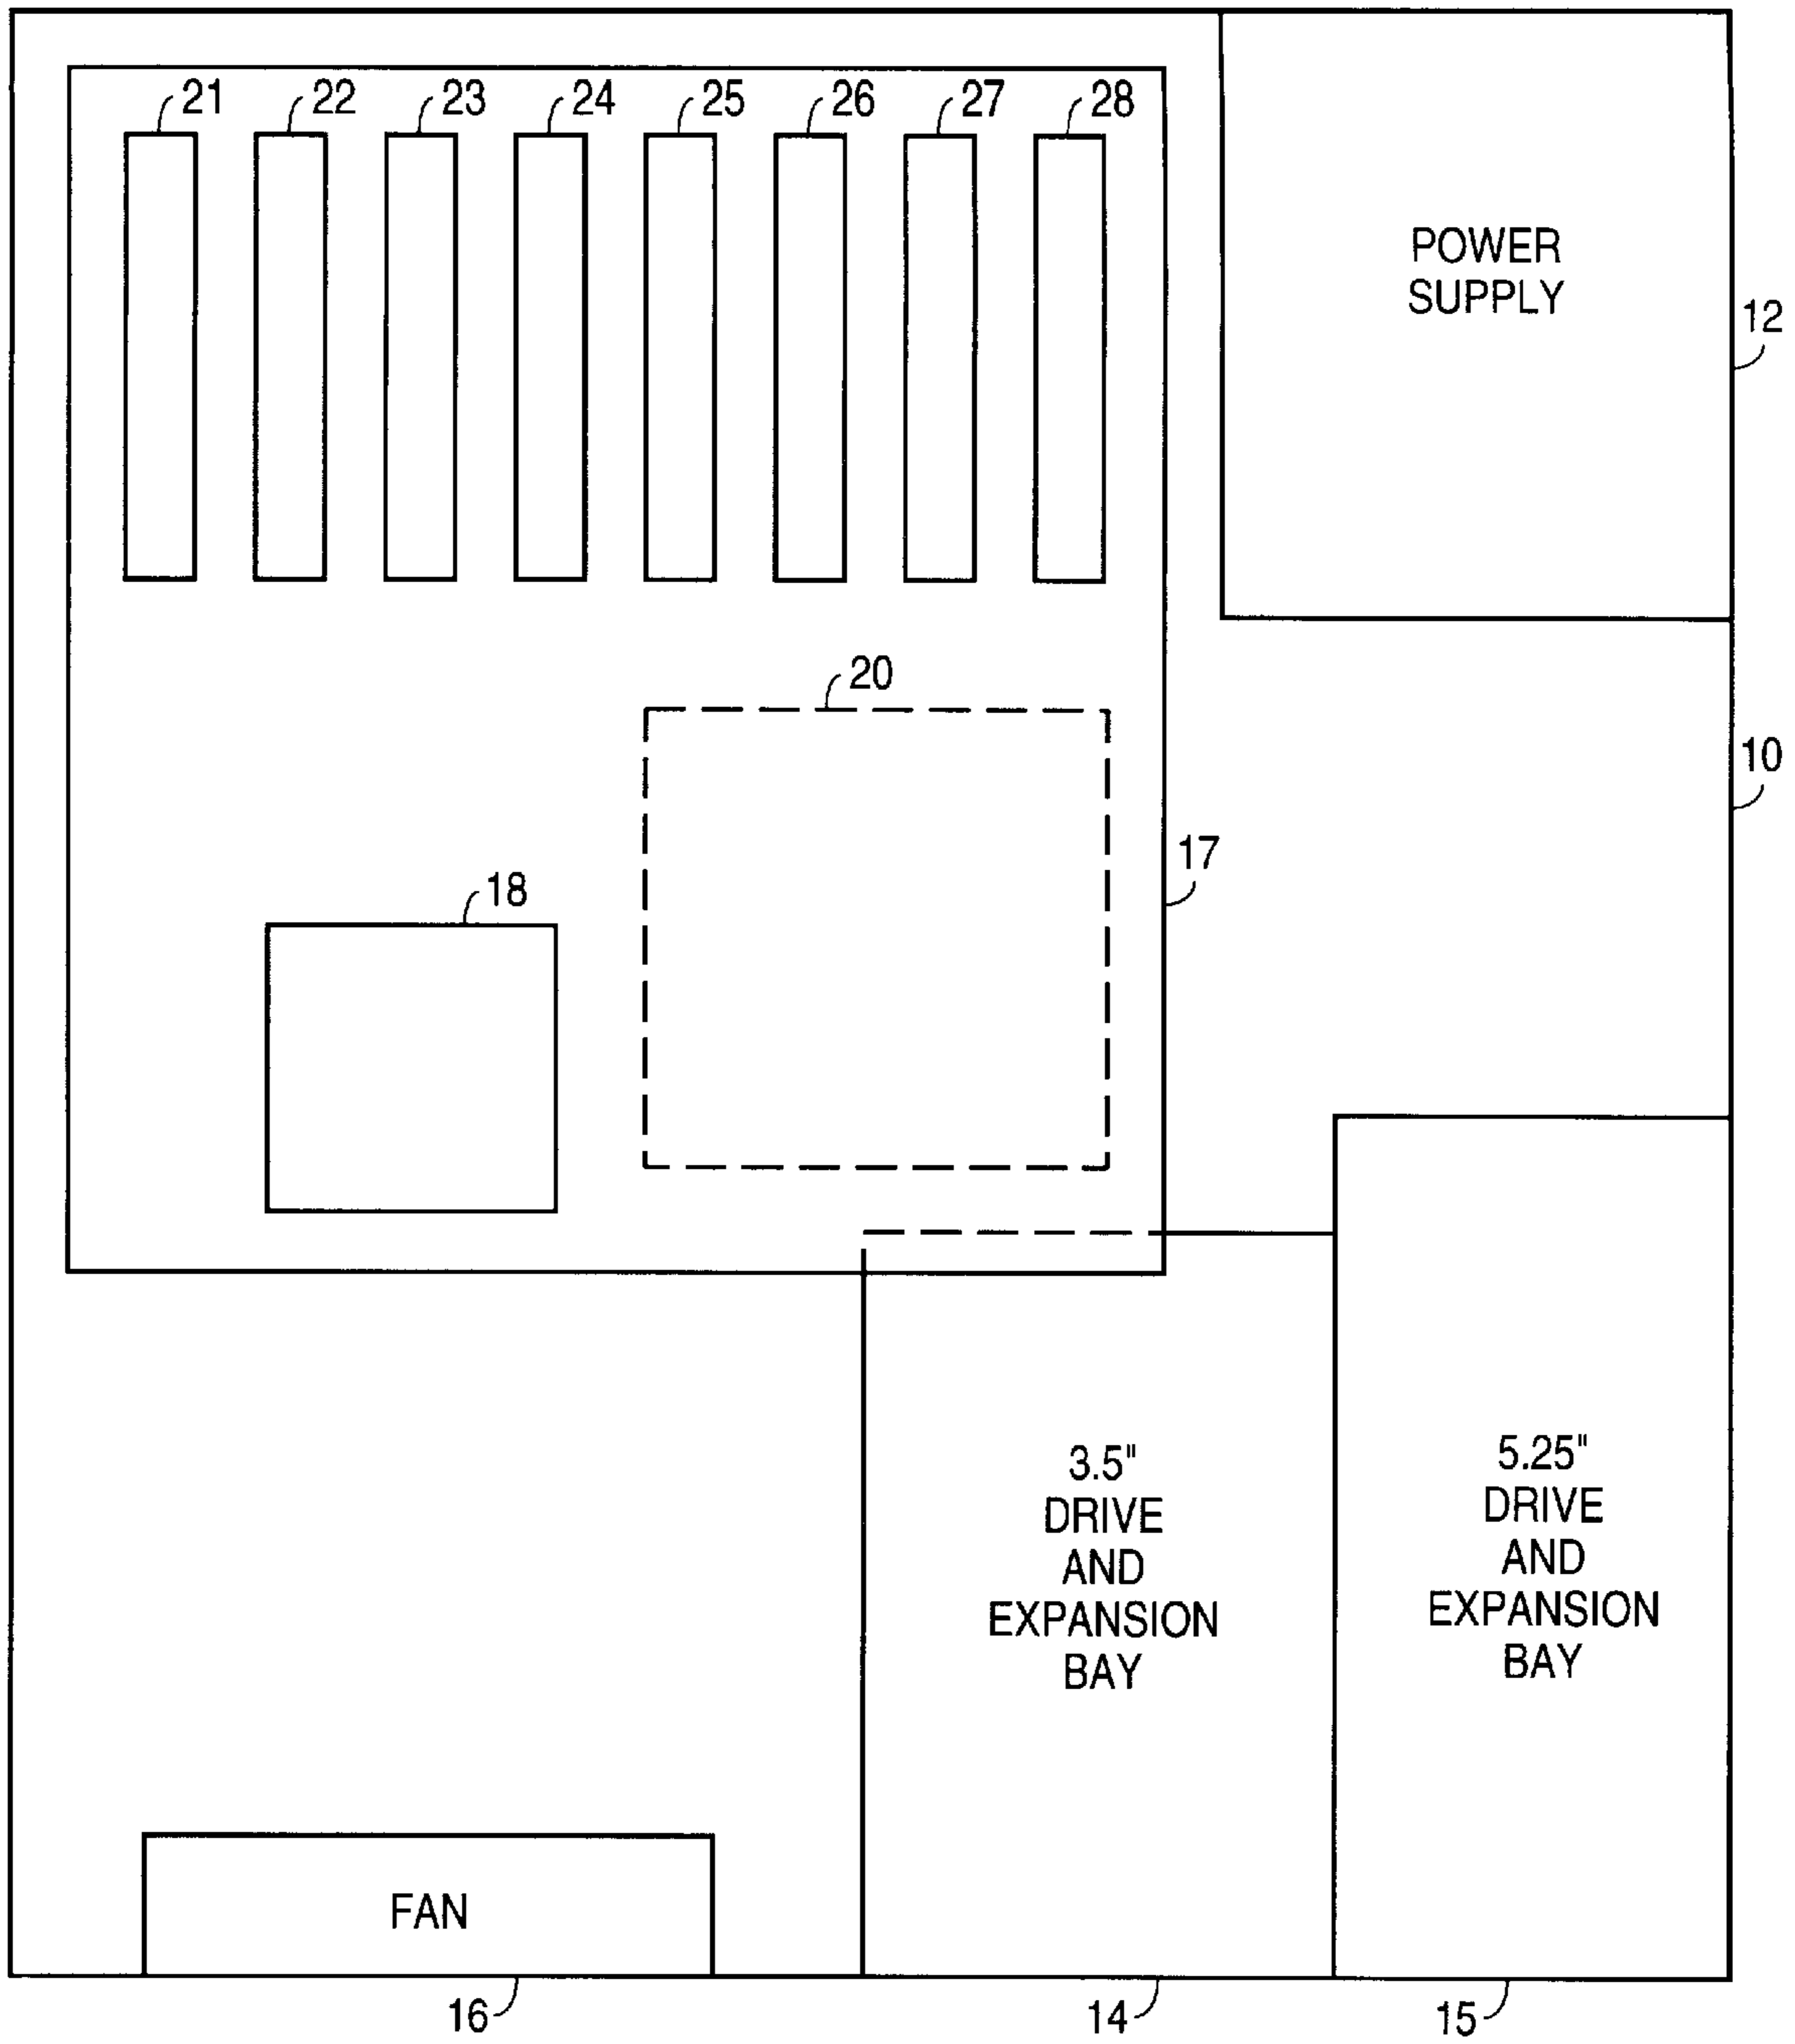 21
22
23
24
25
26
27
28
POWER
SUPPLY
12
20
10
17
18
3.5"
DRIVE
AND
EXPANSION
BAY
5.25"
DRIVE
AND
EXPANSION
BAY
FAN
16
14
15